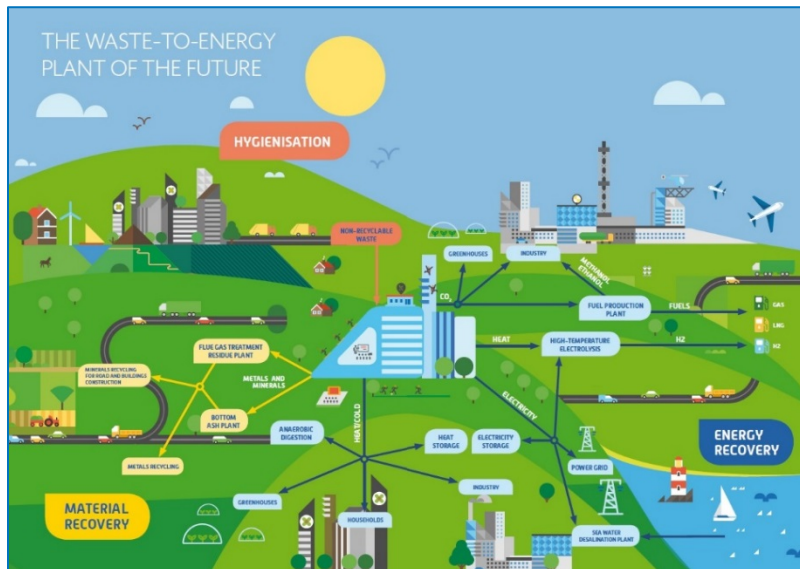 THE WASTE-TO-ENERGY
PLANT OF THE FUTURE
HYGIENISATION
NON-RECYCLABLE
WASTE
GREENHOUSES
INDUSTRY
METHANOL
ETHANOL
CO₂
FUEL PRODUCTION
PLANT
FUELS
GAS
LNG
H2
HEAT
HIGH-TEMPERATURE
ELECTROLYSIS
H2
FLUE GAS TREATMENT
RESIDUE PLANT
MINERALS RECYCLING
FOR ROAD AND BUILDINGS
CONSTRUCTION
METALS AND
MINERALS
BOTTOM
ASH PLANT
METALS RECYCLING
ELECTRICITY
HEAT/COLD
ANAEROBIC
DIGESTION
HEAT
STORAGE
ELECTRICITY
STORAGE
POWER GRID
ENERGY
RECOVERY
MATERIAL
RECOVERY
GREENHOUSES
HOUSEHOLDS
INDUSTRY
SEA WATER
DESALINATION PLANT